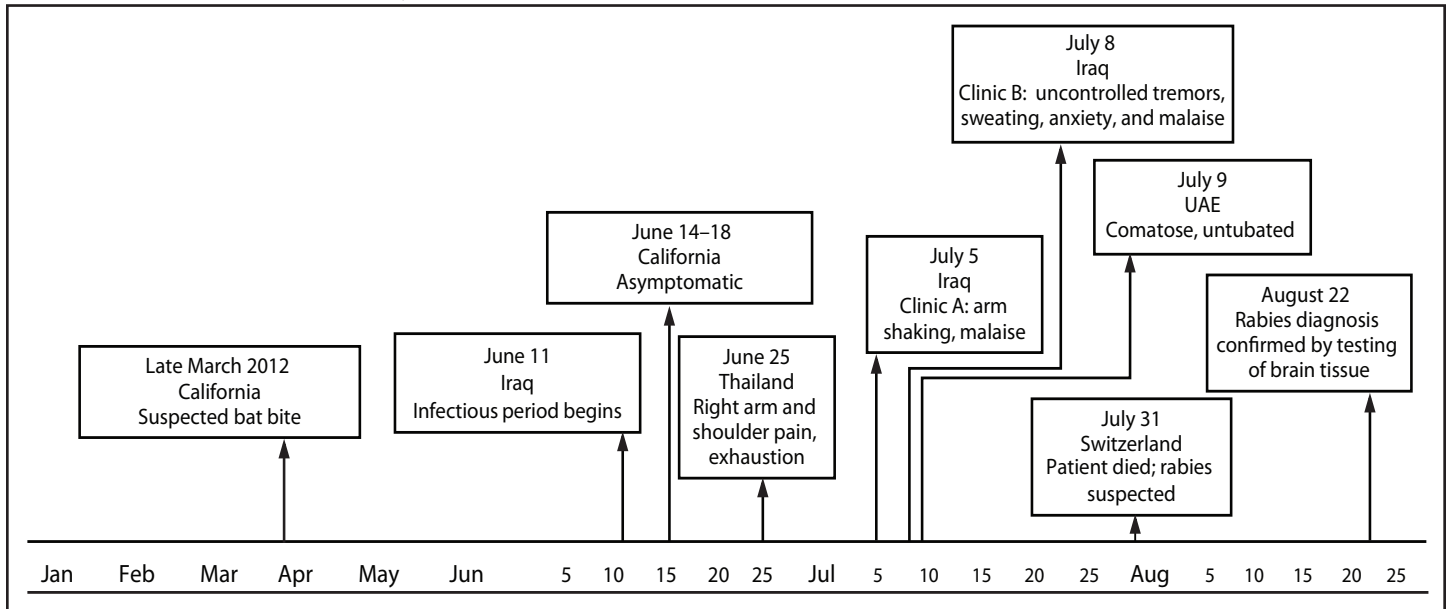 Late March 2012
California
Suspected bat bite
June 11
Iraq
Infectious period begins
June 14–18
California
Asymptomatic
June 25
Thailand
Right arm and
shoulder pain,
exhaustion
July 5
Iraq
Clinic A: arm
shaking, malaise
July 8
Iraq
Clinic B: uncontrolled tremors,
sweating, anxiety, and malaise
July 9
UAE
Comatose, untubated
July 31
Switzerland
Patient died; rabies
suspected
August 22
Rabies diagnosis
confirmed by testing
of brain tissue
Jan Feb Mar Apr May Jun 5 10 15 20 25 Jul 5 10 15 20 25 Aug 5 10 15 20 25